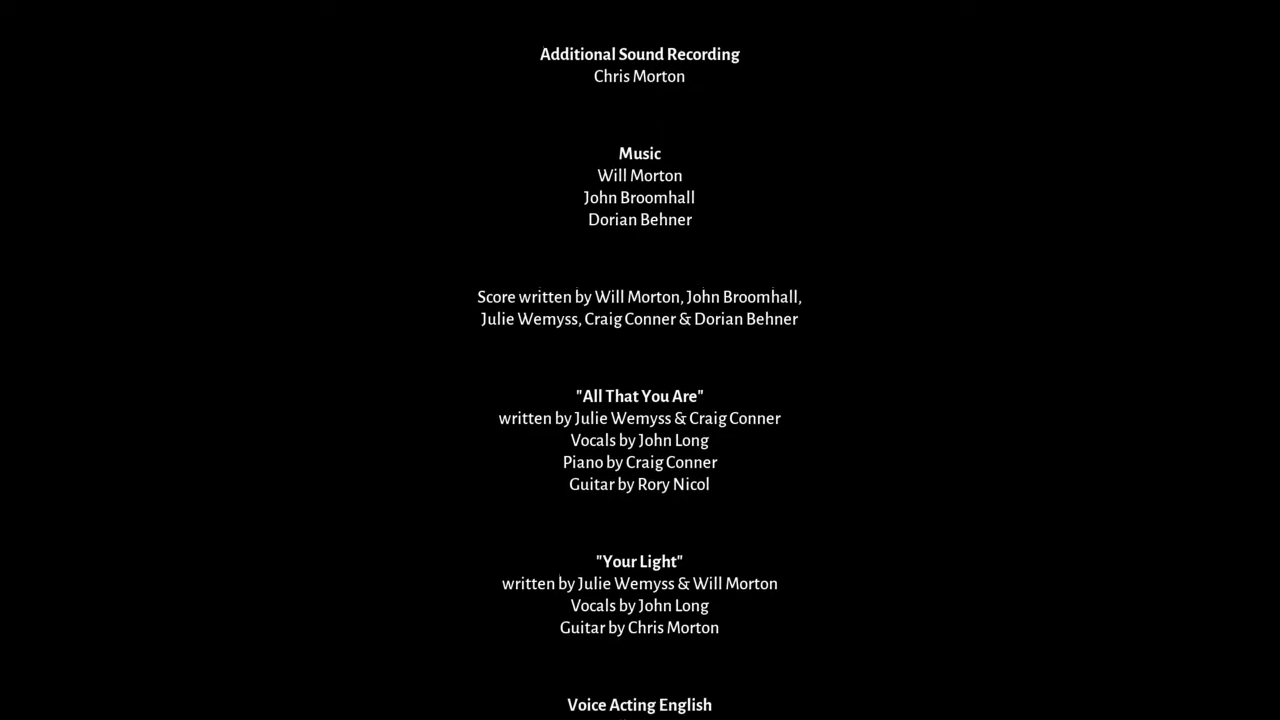 Additional Sound Recording
Chris Morton
Music
Will Morton
John Broomhall
Dorian Behner
Score written by Will Morton, John Broomhall,
Julie Wemyss, Craig Conner & Dorian Behner
"All That You Are"
written by Julie Wemyss & Craig Conner
Vocals by John Long
Piano by Craig Conner
Guitar by Rory Nicol
"Your Light"
written by Julie Wemyss & Will Morton
Vocals by John Long
Guitar by Chris Morton
Voice Acting English